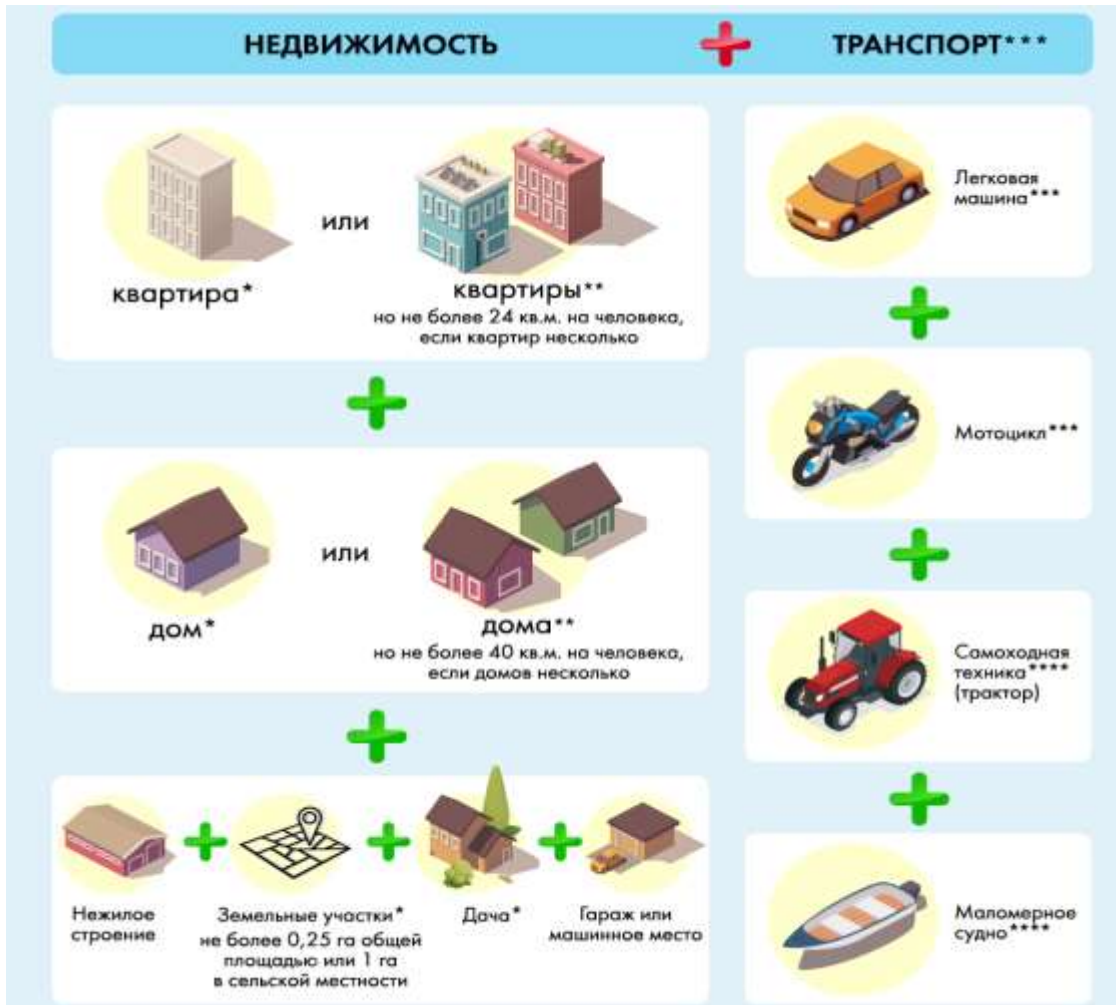 НЕДВИЖИМОСТЬ
ТРАНСПОРТ***
квартира*
или
квартиры**
но не более 24 кв.м. на человека,
если квартир несколько
дом*
или
дома**
но не более 40 кв.м. на человека,
если домов несколько
Нежилое
строение
Земельные участки*
не более 0,25 га общей
площадью или 1 га
в сельской местности
Дача*
Гараж или
машинное место
Легковая
машина***
Мотоцикл***
Самоходная
техника****
(трактор)
Маломерное
судно****